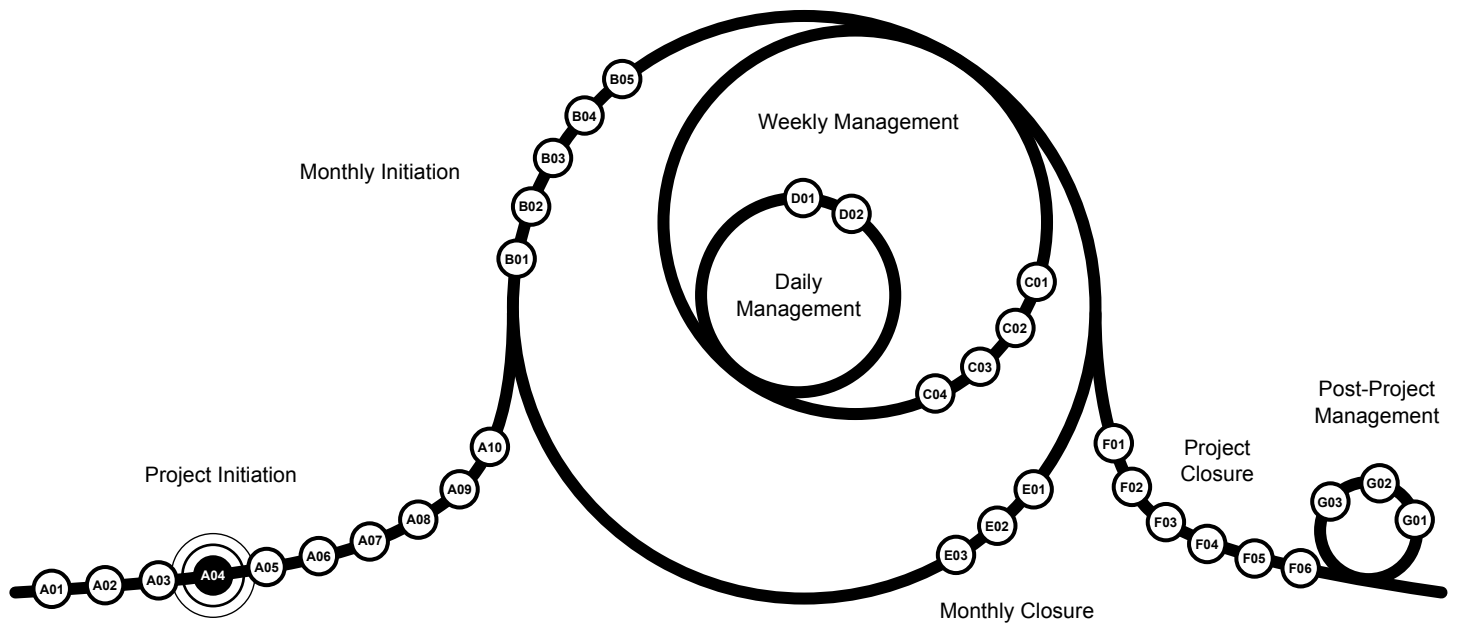 Project Initiation
A01
A02
A03
A04
A05
A06
A07
A08
A09
A10
Monthly Initiation
B01
B02
B03
B04
B05
Weekly Management
C01
C02
C03
C04
Daily
Management
D01
D02
Monthly Closure
E01
E02
E03
Project
Closure
F01
F02
F03
F04
F05
F06
Post-Project
Management
G01
G02
G03